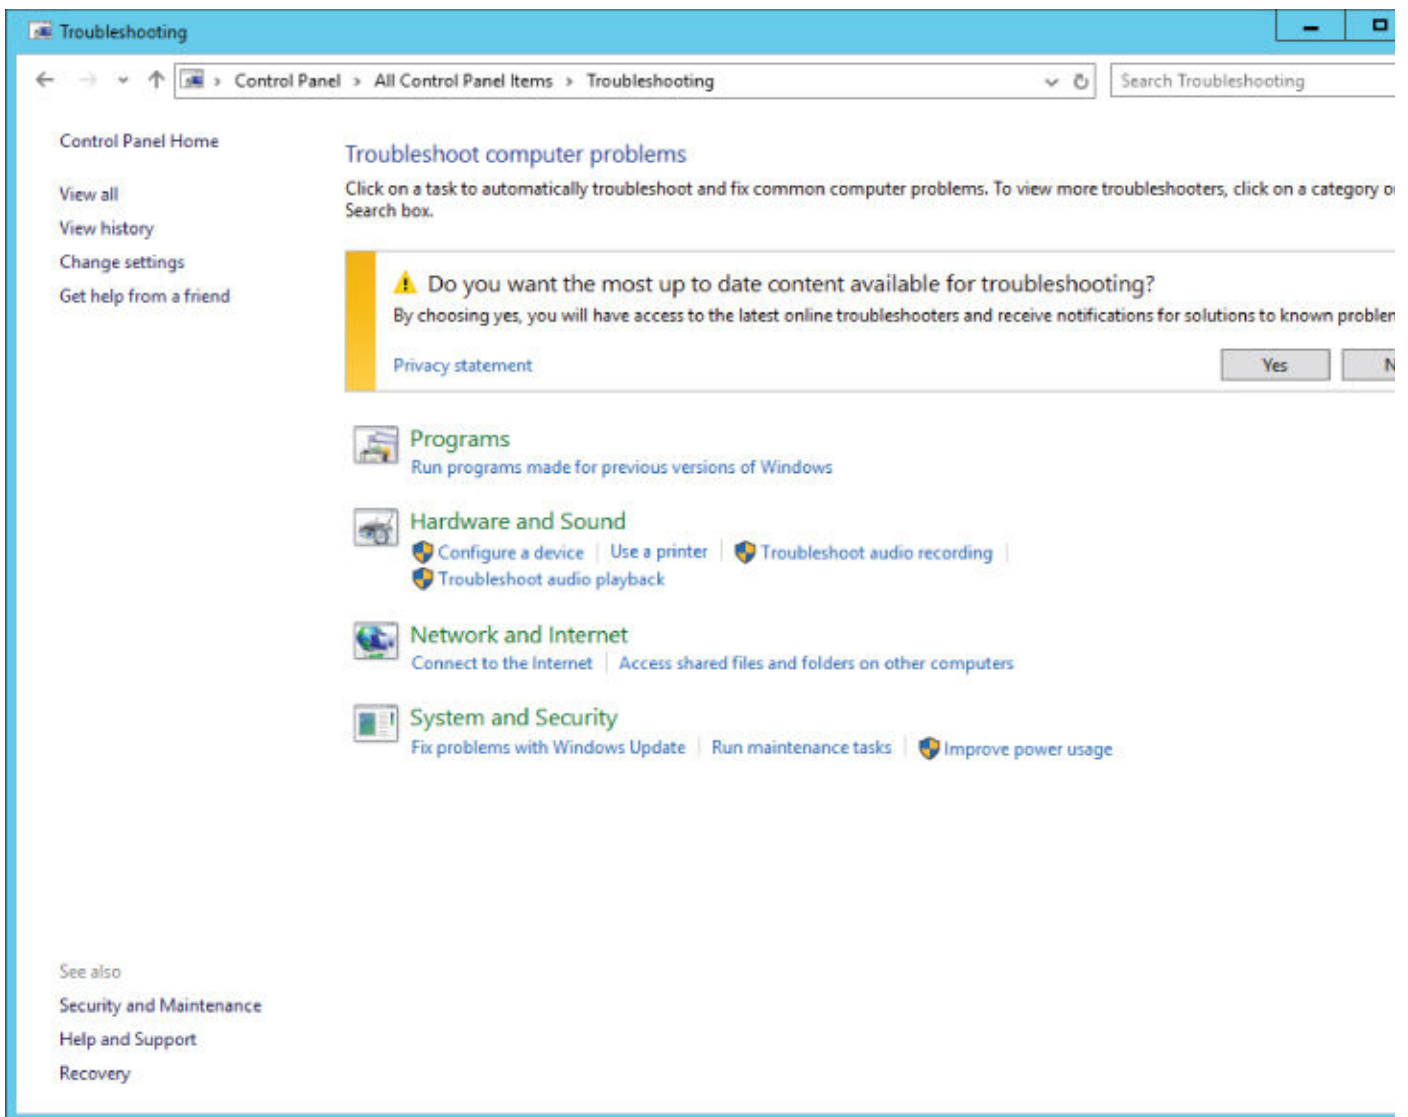 Troubleshooting
Control Panel > All Control Panel Items > Troubleshooting
Search Troubleshooting
Control Panel Home
View all
View history
Change settings
Get help from a friend
Troubleshoot computer problems
Click on a task to automatically troubleshoot and fix common computer problems. To view more troubleshooters, click on a category
Search box.
Do you want the most up to date content available for troubleshooting?
By choosing yes, you will have access to the latest online troubleshooters and receive notifications for solutions to known
Privacy statement
Yes
Programs
Run programs made for previous versions of Windows
Hardware and Sound
Configure a device | Use a printer | Troubleshoot audio recording |
Troubleshoot audio playback
Network and Internet
Connect to the Internet | Access shared files and folders on other computers
System and Security
Fix problems with Windows Update | Run maintenance tasks | Improve power usage
See also
Security and Maintenance
Help and Support
Recovery